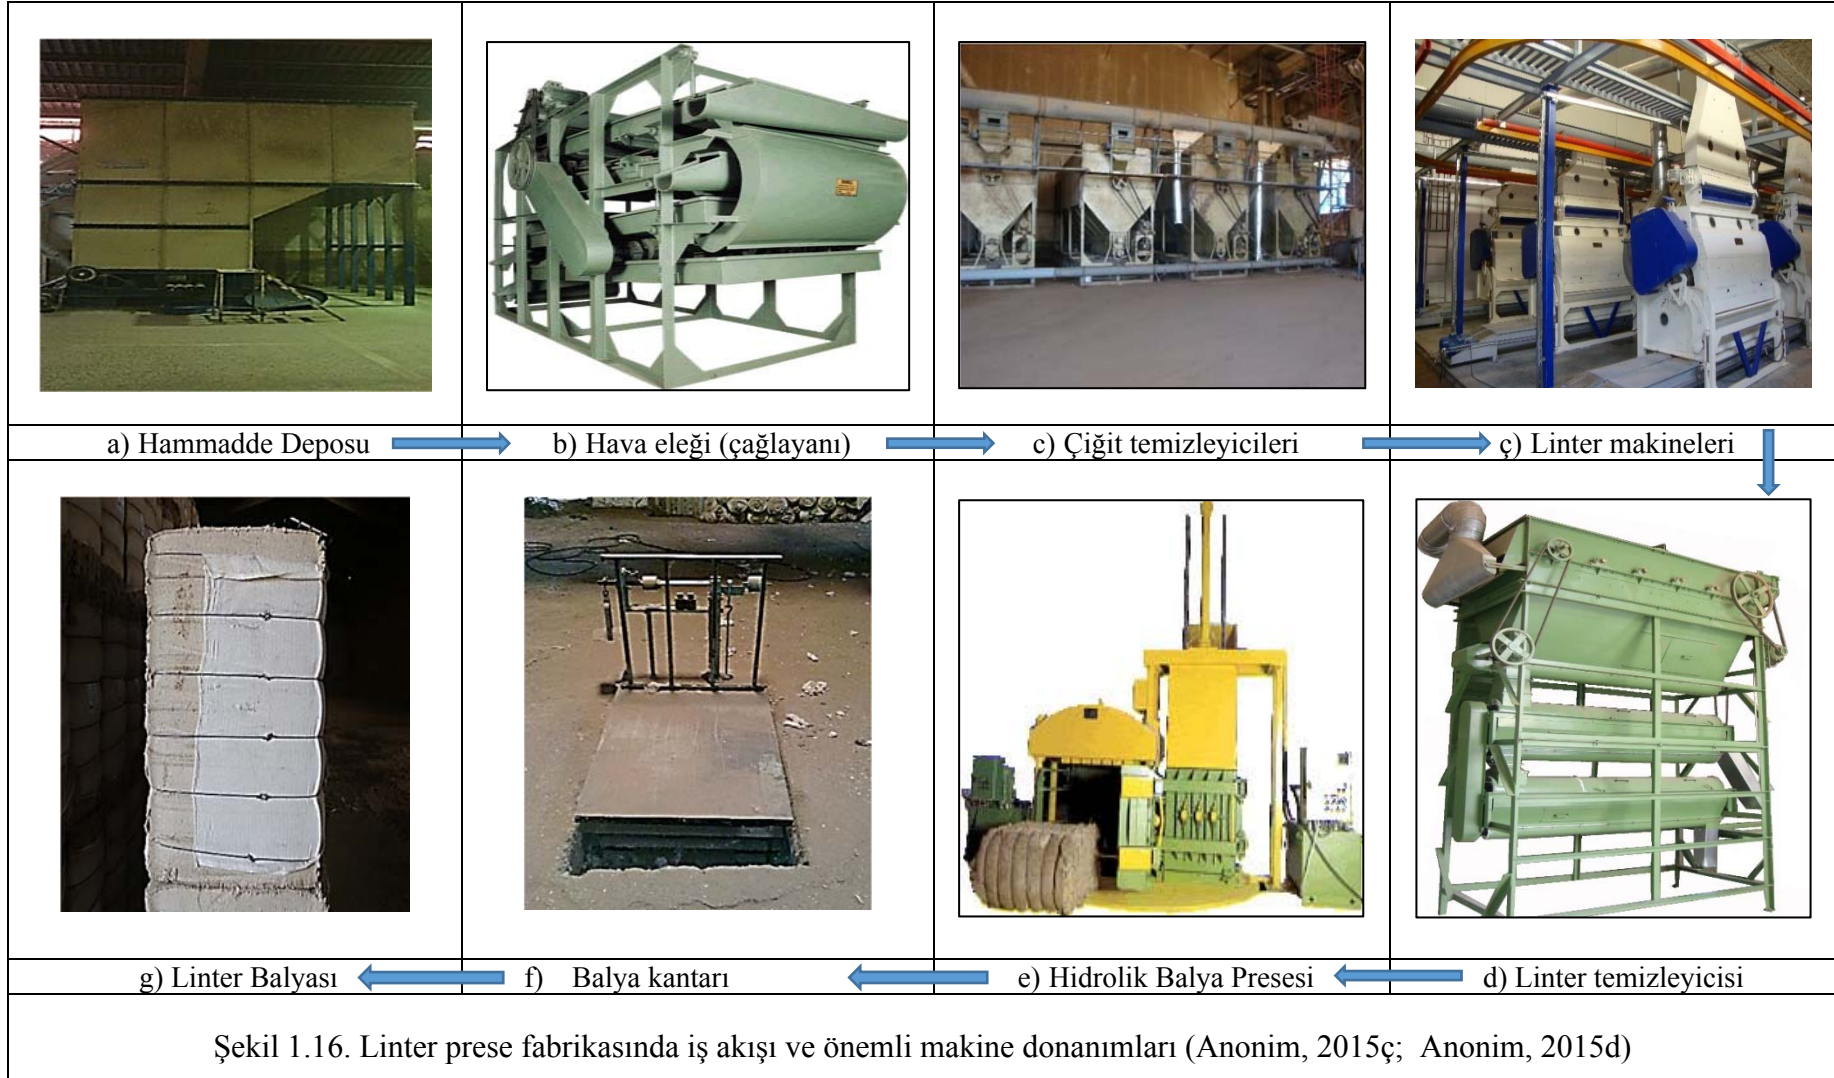 a) Hammadde Deposu
b) Hava eleği (çağlayanı)
c) Çiğit temizleyicileri
ç) Linter makineleri
g) Linter Balyası
f) Balya kantarı
e) Hidrolik Balya Presesi
d) Linter temizleyicisi
Şekil 1.16. Linter prese fabrikasında iş akışı ve önemli makine donanımları (Anonim, 2015ç; Anonim, 2015d)